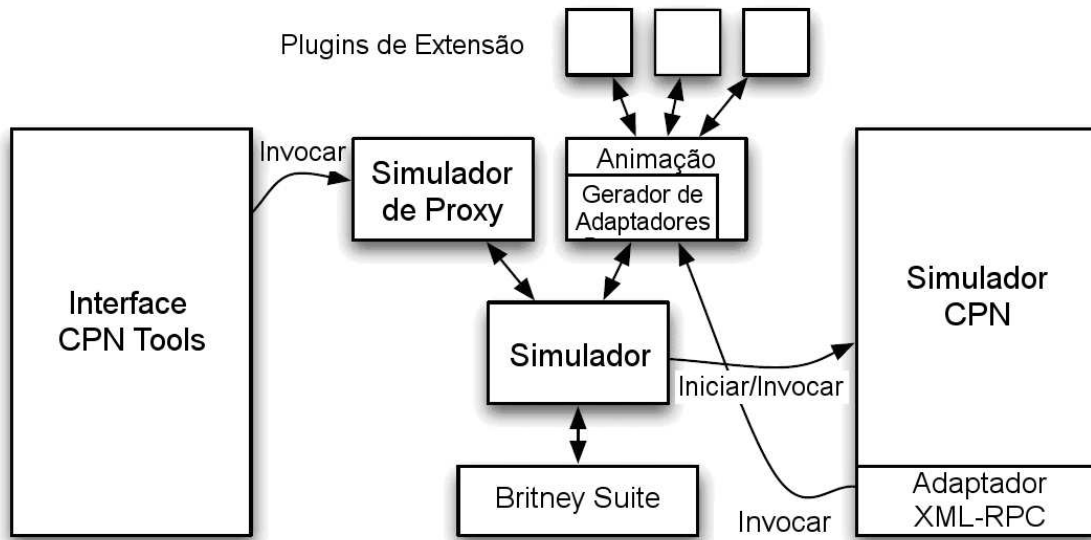 Plugins de Extensão
Invocar
Simulador
de Proxy
Animação
Gerador de
Adaptadores
Interface
CPN Tools
Simulador
CPN
Simulador
Iniciar/Invocar
Britney Suite
Invocar
Adaptador
XML-RPC